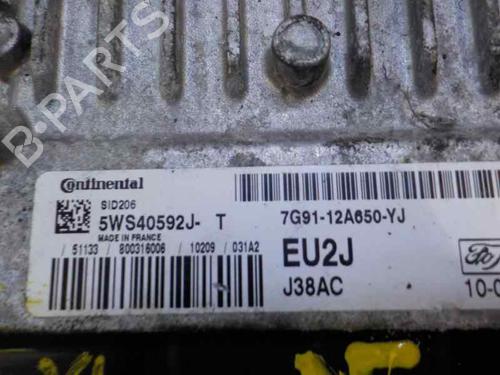 Continental
SID206
5WS40592J- T
MADE IN FRANCE
/ 51133 / 800316006 / 10209 / 031A2
7G91-12A650-YJ
EU2J
J38AC
10-0
B PARTS